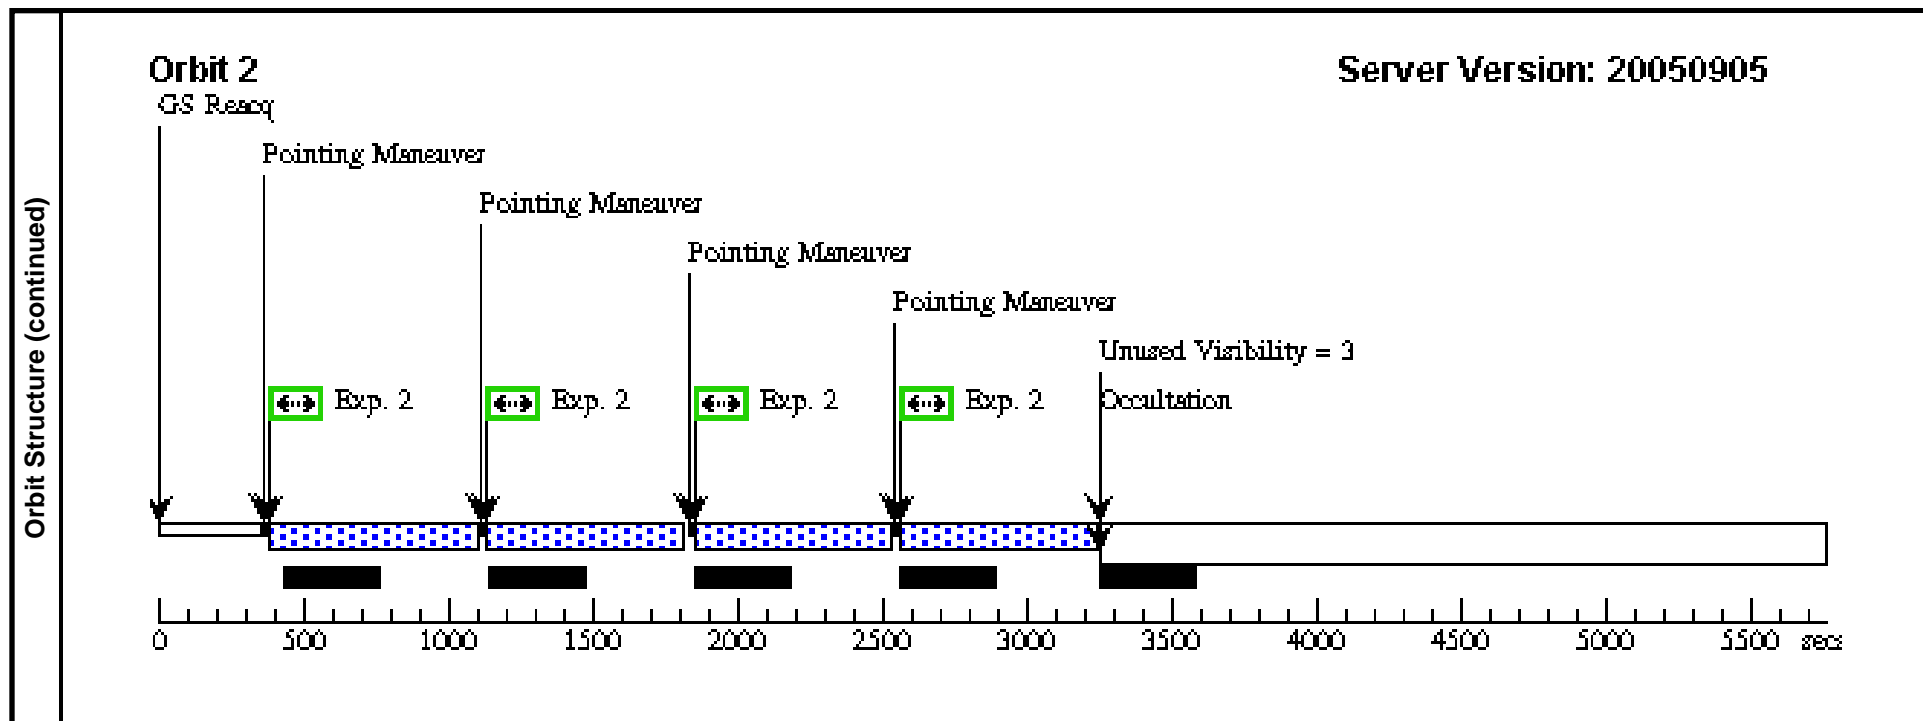 Orbit Structure (continued)
Orbit 2
Server Version: 20050905
GS Reacq
Pointing Maneuver
Pointing Maneuver
Pointing Maneuver
Pointing Maneuver
Unused Visibility = 3
Exp. 2
Exp. 2
Exp. 2
Exp. 2
Occultation
0 500 1000 1500 2000 2500 3000 3500 4000 4500 5000 5500 secs